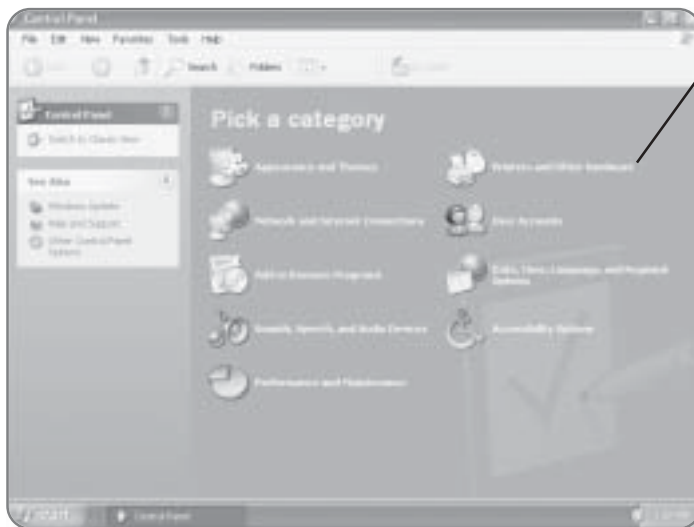 Control Panel
File Edit View Favorites Tools Help
Search Folders
Control Panel
Switch to Classic View
See Also
Windows Update
Help and Support
Other Control Panel
Options
Pick a category
Appearance and Themes
Printers and Other Hardware
Network and Internet Connections
User Accounts
Add or Remove Programs
Date, Time, Language, and Regional
Options
Sounds, Speech, and Audio Devices
Accessibility Options
Performance and Maintenance
start Control Panel